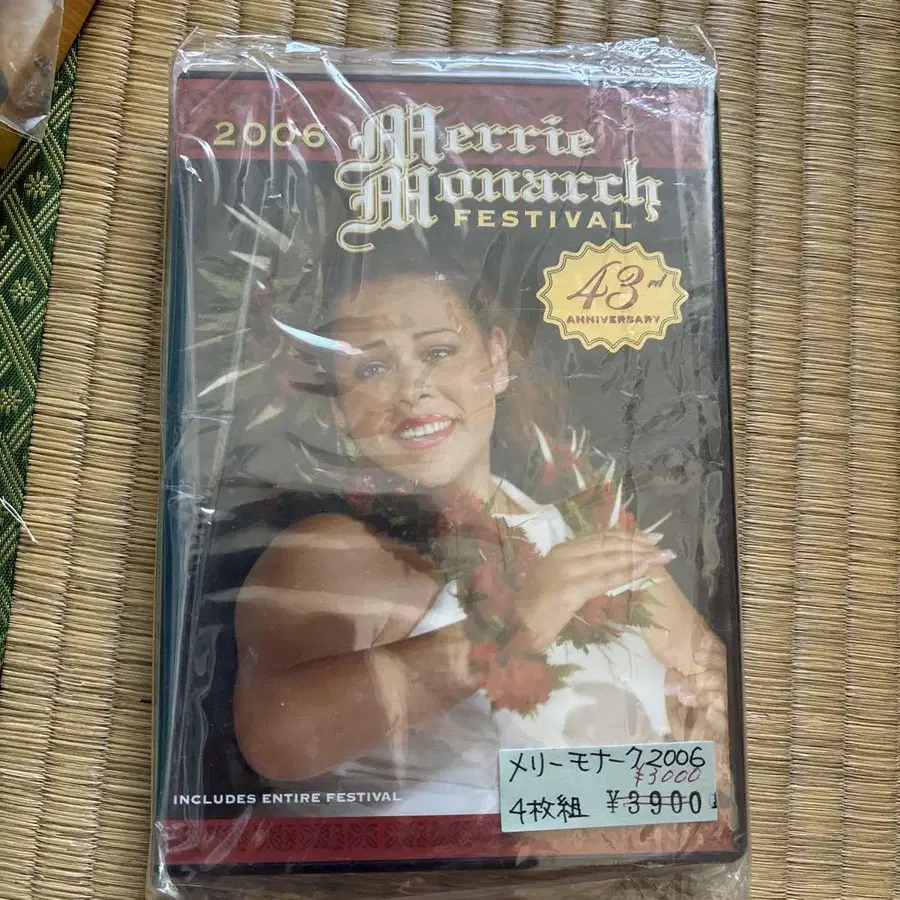 2006 Merrie
Monarch
FESTIVAL
43rd
ANNIVERSARY
メリーモナーク2006
¥3000
4枚組 ¥3900
INCLUDES ENTIRE FESTIVAL